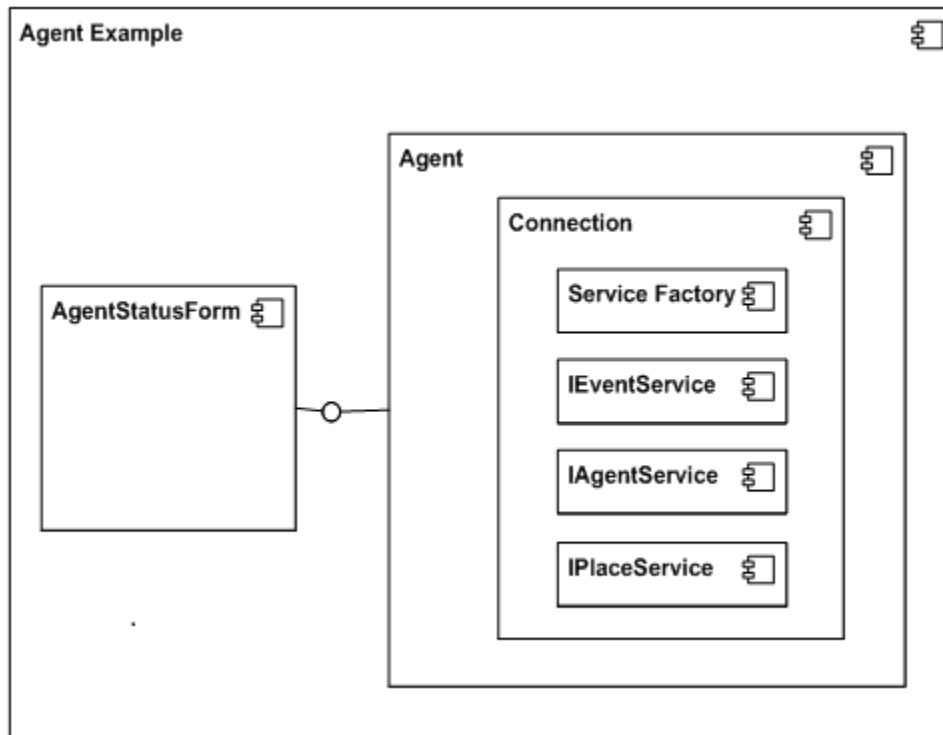 Agent Example
Agent
Connection
Service Factory
AgentStatusForm
IEventService
IAgentService
IPlaceService